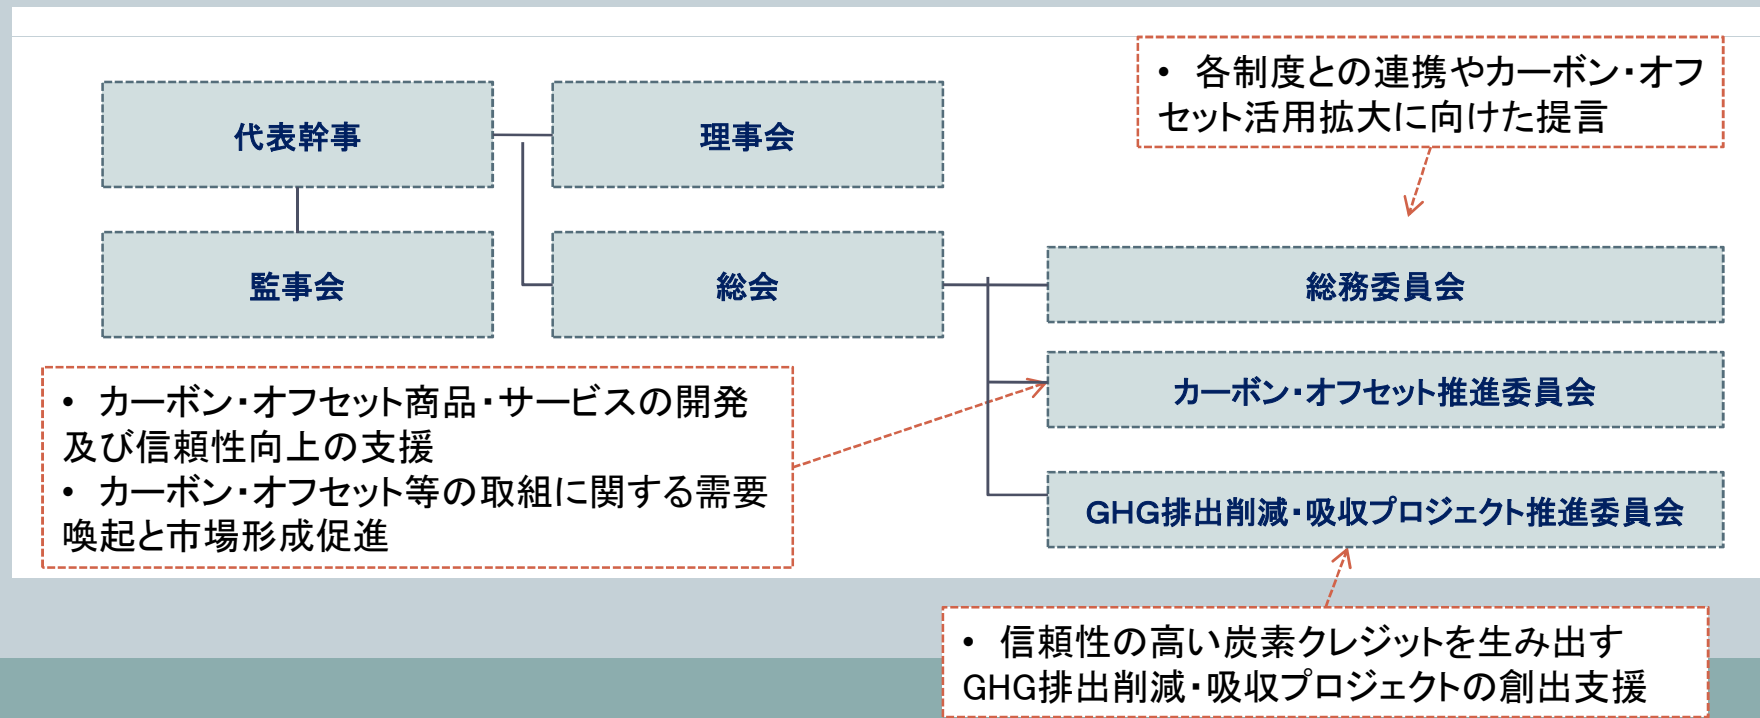 代表幹事
理事会
• 各制度との連携やカーボン・オフ
セット活用拡大に向けた提言
監事会
総会
総務委員会
カーボン・オフセット推進委員会
GHG排出削減・吸収プロジェクト推進委員会
• カーボン・オフセット商品・サービスの開発
及び信頼性向上の支援
• カーボン・オフセット等の取組に関する需要
喚起と市場形成促進
• 信頼性の高い炭素クレジットを生み出す
GHG排出削減・吸収プロジェクトの創出支援